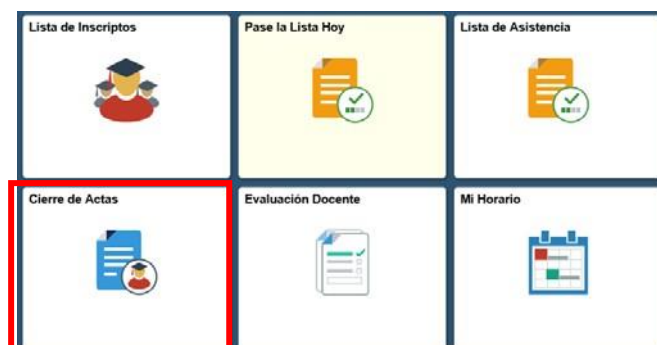 Lista de Inscriptos
Pase la Lista Hoy
Lista de Asistencia
Cierre de Actas
Evaluación Docente
Mi Horario